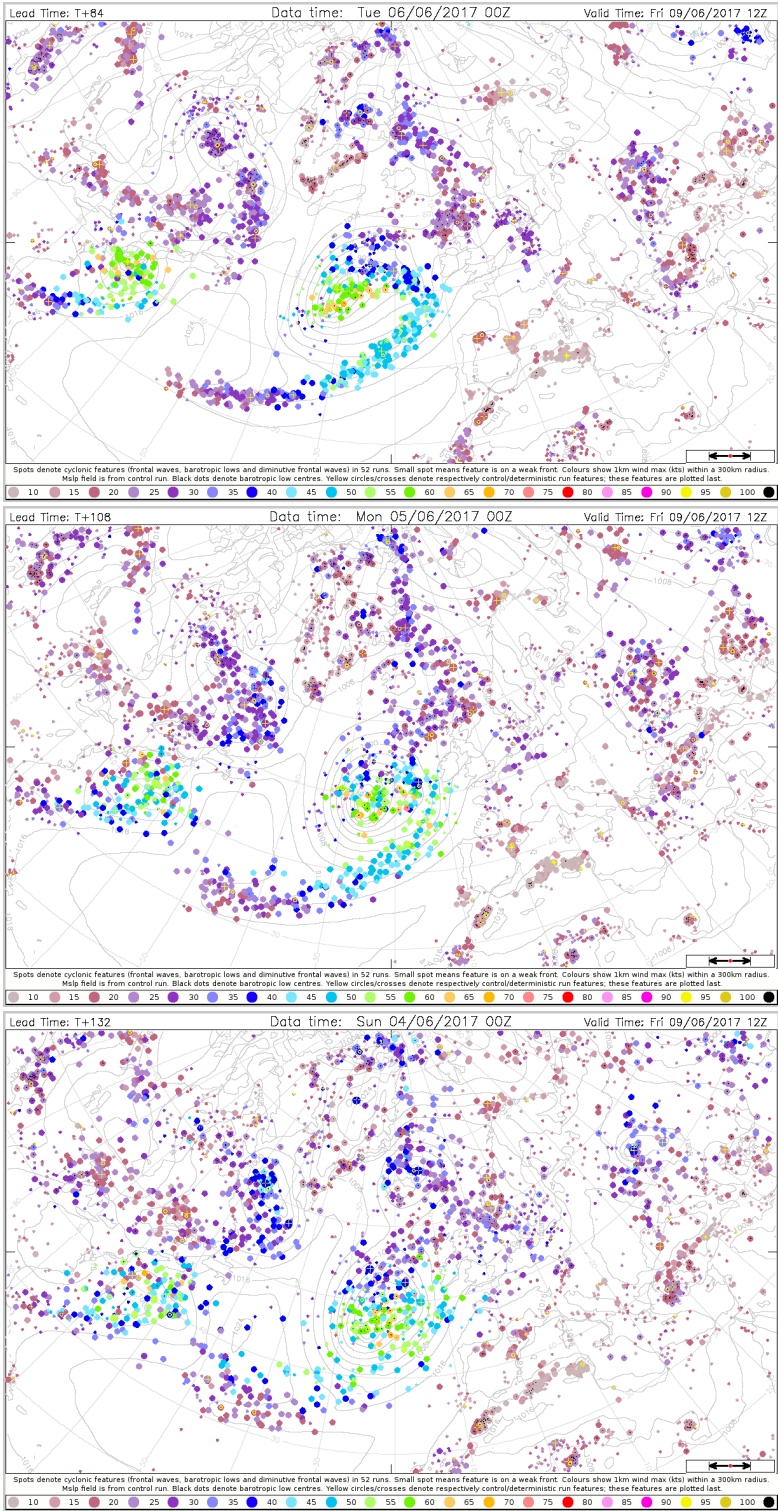 Lead Time: T+84 Data time: Tue 06/06/2017 00Z Valid Time: Fri 09/06/2017 12Z
Spots denote cyclonic features (frontal waves, barotropic lows and diminutive frontal waves) in 52 runs. Small spot means feature is on a weak front. Colours show 1km wind max (kts) within a 300km radius.
Mslp field is from control run. Black dots denote barotropic low centres. Yellow circles/crosses denote respectively control/deterministic run features; these features are plotted last.
10 15 20 25 30 35 40 45 50 55 60 65 70 75 80 85 90 95 100
Lead Time: T+108 Data time: Mon 05/06/2017 00Z Valid Time: Fri 09/06/2017 12Z
Spots denote cyclonic features (frontal waves, barotropic lows and diminutive frontal waves) in 52 runs. Small spot means feature is on a weak front. Colours show 1km wind max (kts) within a 300km radius.
Mslp field is from control run. Black dots denote barotropic low centres. Yellow circles/crosses denote respectively control/deterministic run features; these features are plotted last.
10 15 20 25 30 35 40 45 50 55 60 65 70 75 80 85 90 95 100
Lead Time: T+132 Data time: Sun 04/06/2017 00Z Valid Time: Fri 09/06/2017 12Z
Spots denote cyclonic features (frontal waves, barotropic lows and diminutive frontal waves) in 52 runs. Small spot means feature is on a weak front. Colours show 1km wind max (kts) within a 300km radius.
Mslp field is from control run. Black dots denote barotropic low centres. Yellow circles/crosses denote respectively control/deterministic run features; these features are plotted last.
10 15 20 25 30 35 40 45 50 55 60 65 70 75 80 85 90 95 100